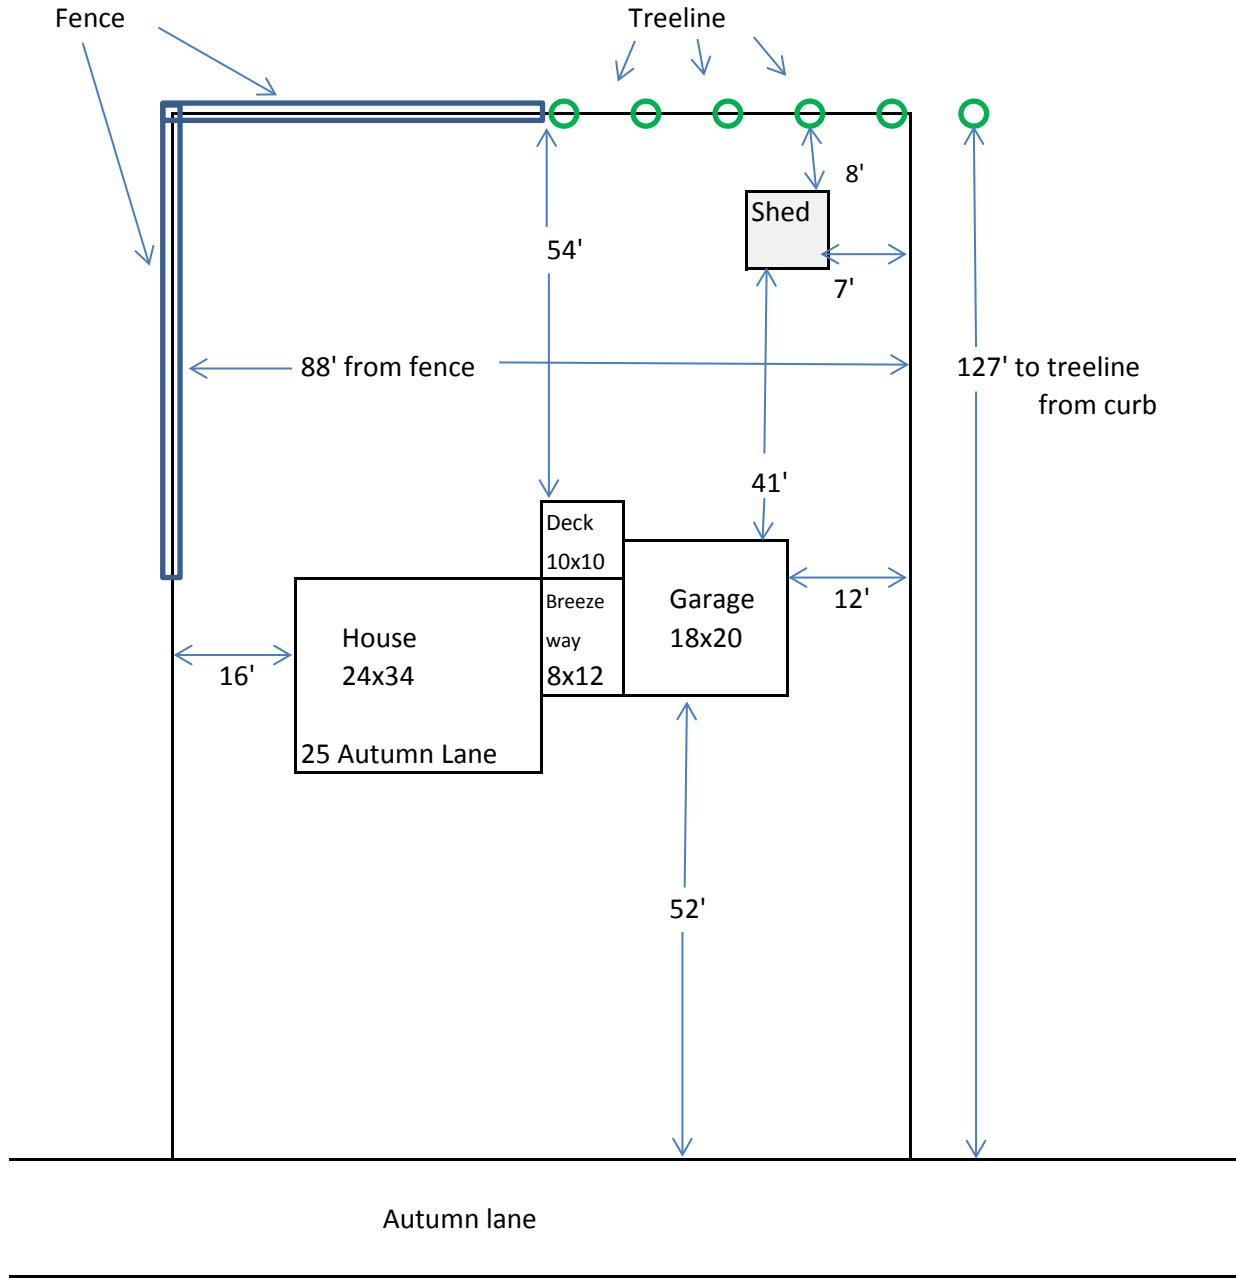 Fence
Treeline
8'
Shed
54'
7'
88' from fence
127' to treeline
from curb
41'
Deck
10x10
Breeze
way
8x12
Garage
18x20
12'
House
24x34
16'
25 Autumn Lane
52'
Autumn lane